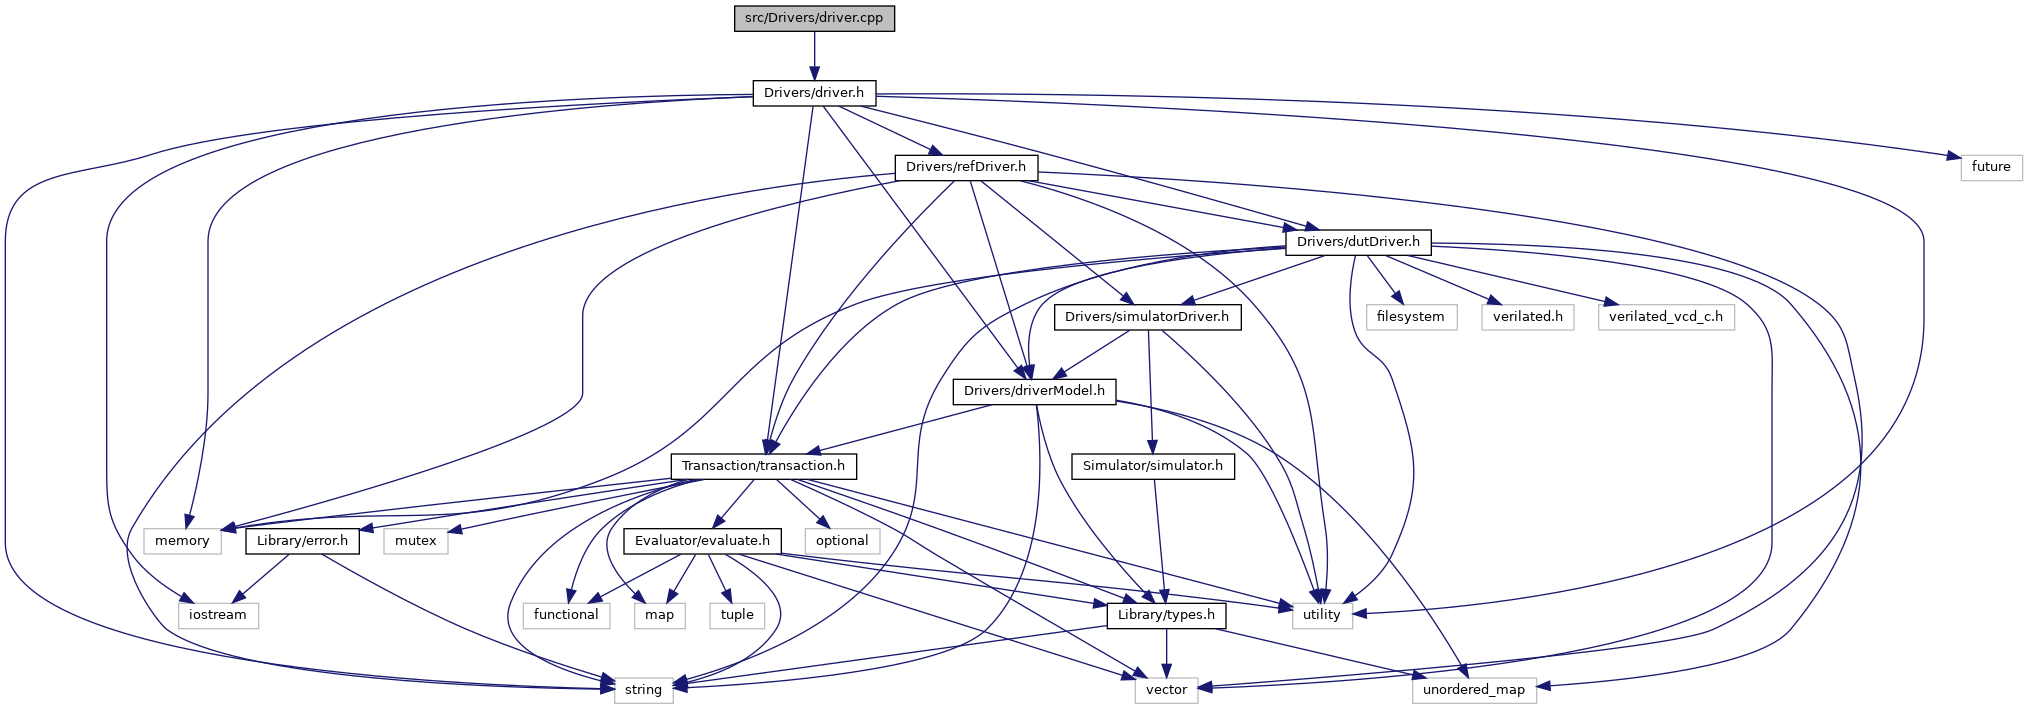 src/Drivers/driver.cpp
Drivers/driver.h
Drivers/refDriver.h
future
Drivers/dutDriver.h
Drivers/simulatorDriver.h
filesystem
verilated.h
verilated_vcd_c.h
Drivers/driverModel.h
Transaction/transaction.h
Simulator/simulator.h
memory
Library/error.h
mutex
Evaluator/evaluate.h
optional
iostream
functional
map
tuple
Library/types.h
utility
string
vector
unordered_map